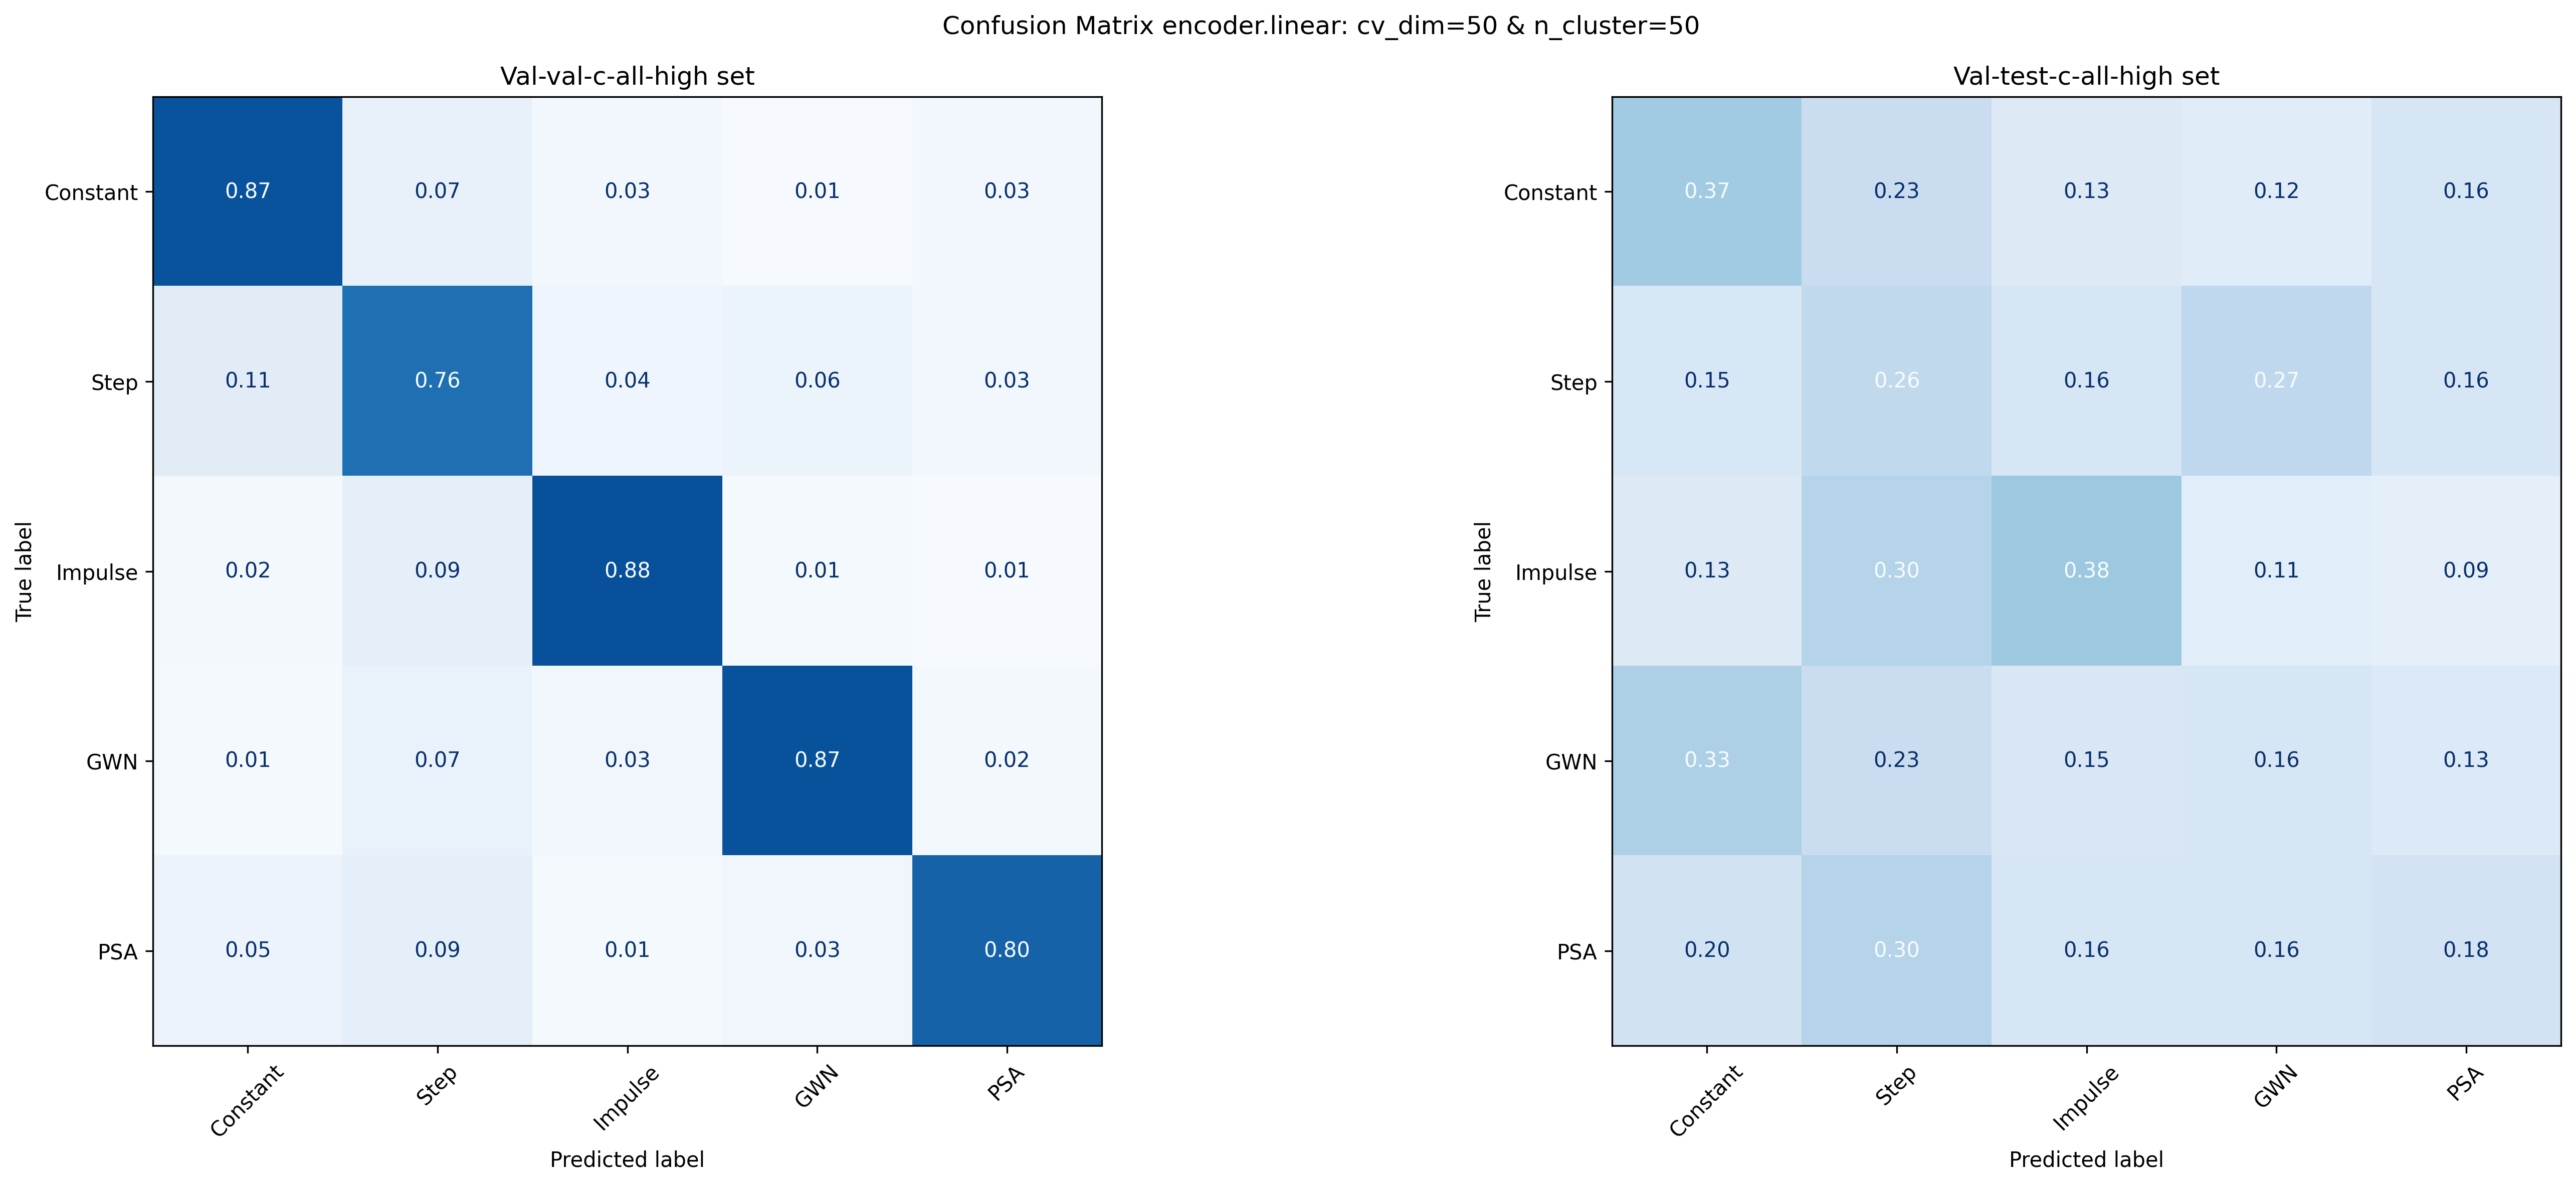 Confusion Matrix encoder.linear: cv_dim=50 & n_cluster=50
Val-val-c-all-high set
True label
Constant 0.87 0.07 0.03 0.01 0.03
Step 0.11 0.76 0.04 0.06 0.03
Impulse 0.02 0.09 0.88 0.01 0.01
GWN 0.01 0.07 0.03 0.87 0.02
PSA 0.05 0.09 0.01 0.03 0.80
Constant Step Impulse GWN PSA
Predicted label
Val-test-c-all-high set
True label
Constant 0.37 0.23 0.13 0.12 0.16
Step 0.15 0.26 0.16 0.27 0.16
Impulse 0.13 0.30 0.38 0.11 0.09
GWN 0.33 0.23 0.15 0.16 0.13
PSA 0.20 0.30 0.16 0.16 0.18
Constant Step Impulse GWN PSA
Predicted label